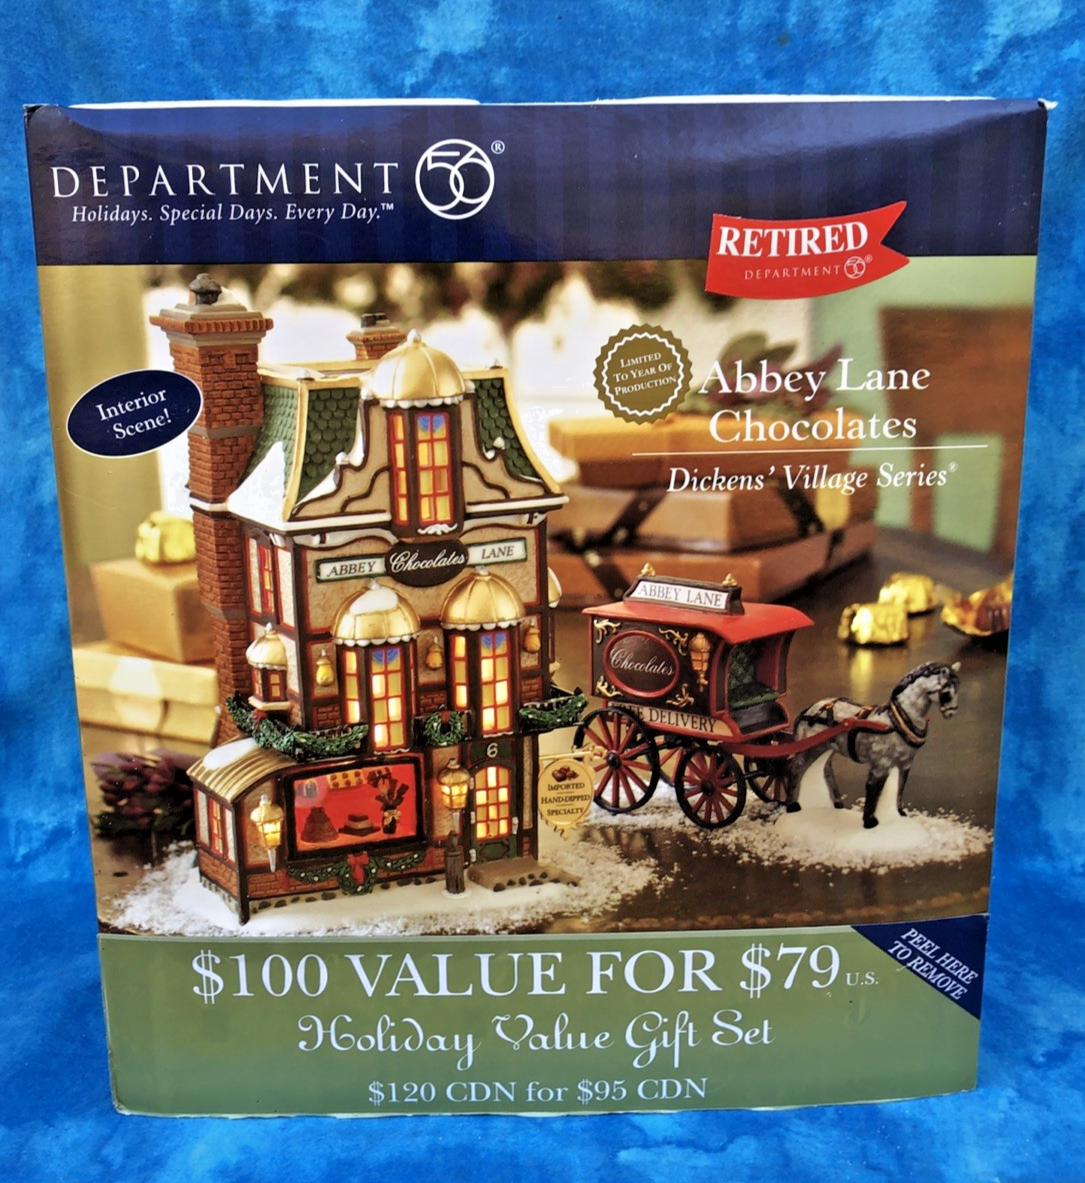 DEPARTMENT 56®
Holidays. Special Days. Every Day.™
RETIRED
DEPARTMENT 56®
LIMITED
TO YEAR OF
PRODUCTION
Abbey Lane
Chocolates
Dickens' Village Series®
Interior
Scene!
ABBEY Chocolates LANE
ABBEY LANE
Chocolates
DELIVERY
6
IMPORTED
HAND-DIPPED
SPECIALTY
PEEL HERE
TO REMOVE
$100 VALUE FOR $79 U.S.
Holiday Value Gift Set
$120 CDN for $95 CDN